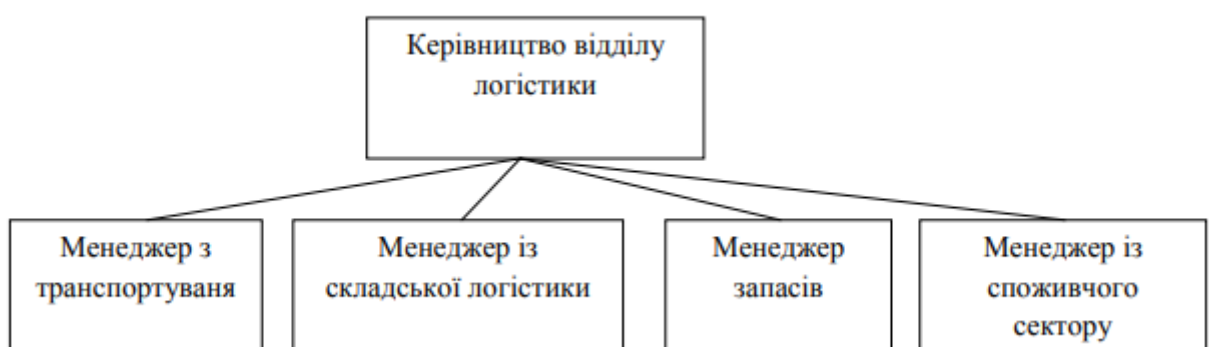 Керівництво відділу
логістики
Менеджер з
транспортуваня
Менеджер із
складської логістики
Менеджер
запасів
Менеджер із
споживчого
сектору